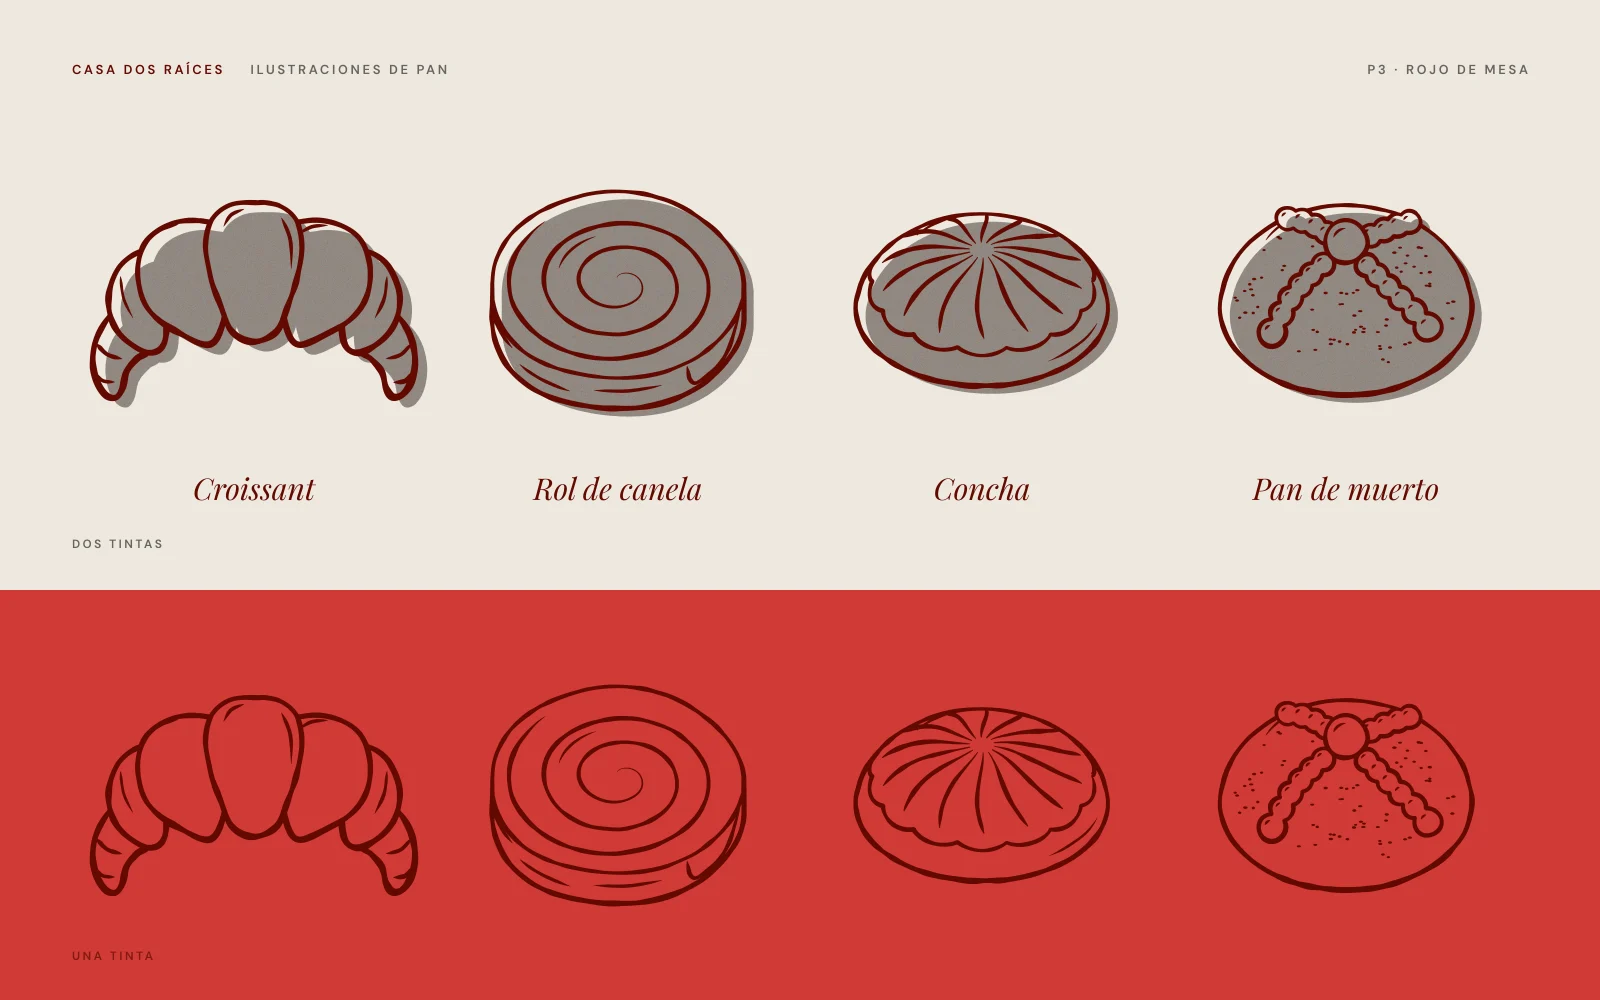 CASA DOS RAÍCES ILUSTRACIONES DE PAN P3 · ROJO DE MESA
Croissant Rol de canela Concha Pan de muerto
DOS TINTAS
UNA TINTA